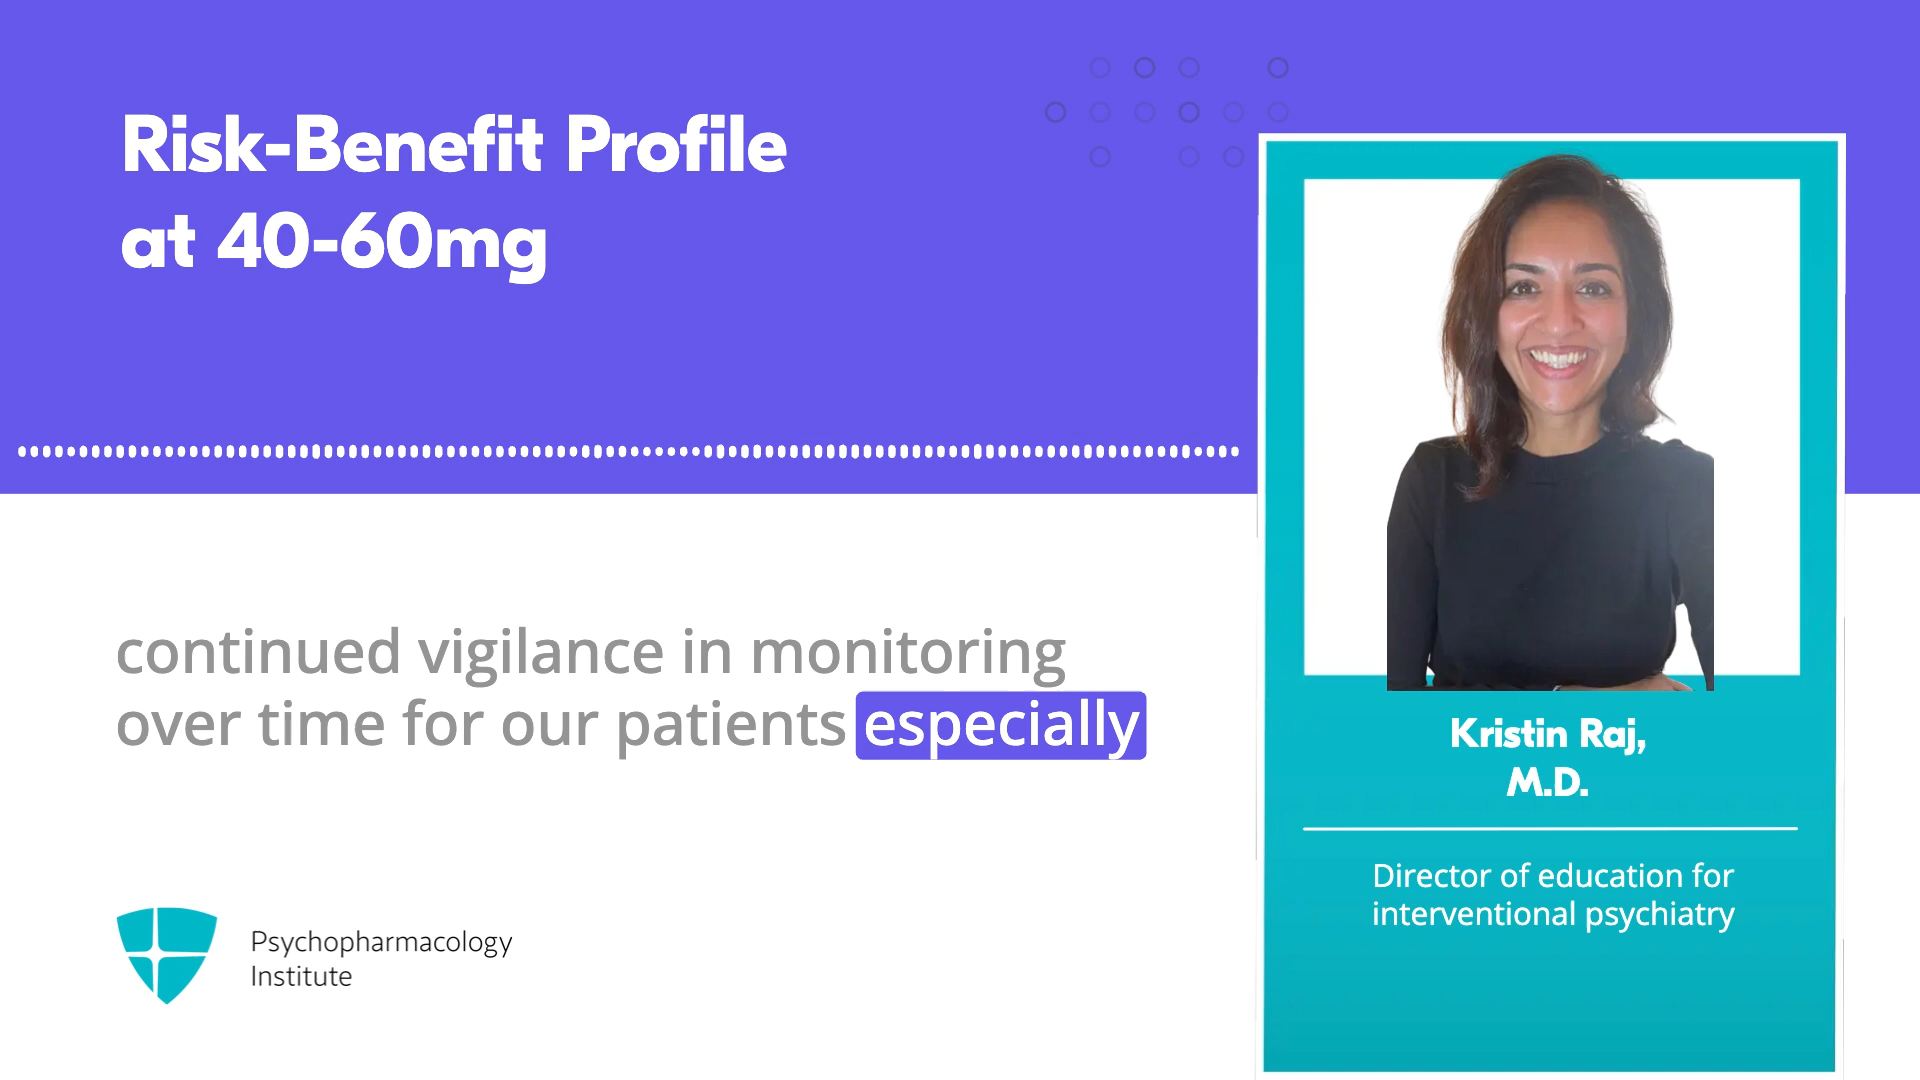 Risk-Benefit Profile
at 40-60mg
continued vigilance in monitoring
over time for our patients especially
Psychopharmacology
Institute
Kristin Raj,
M.D.
Director of education for
interventional psychiatry